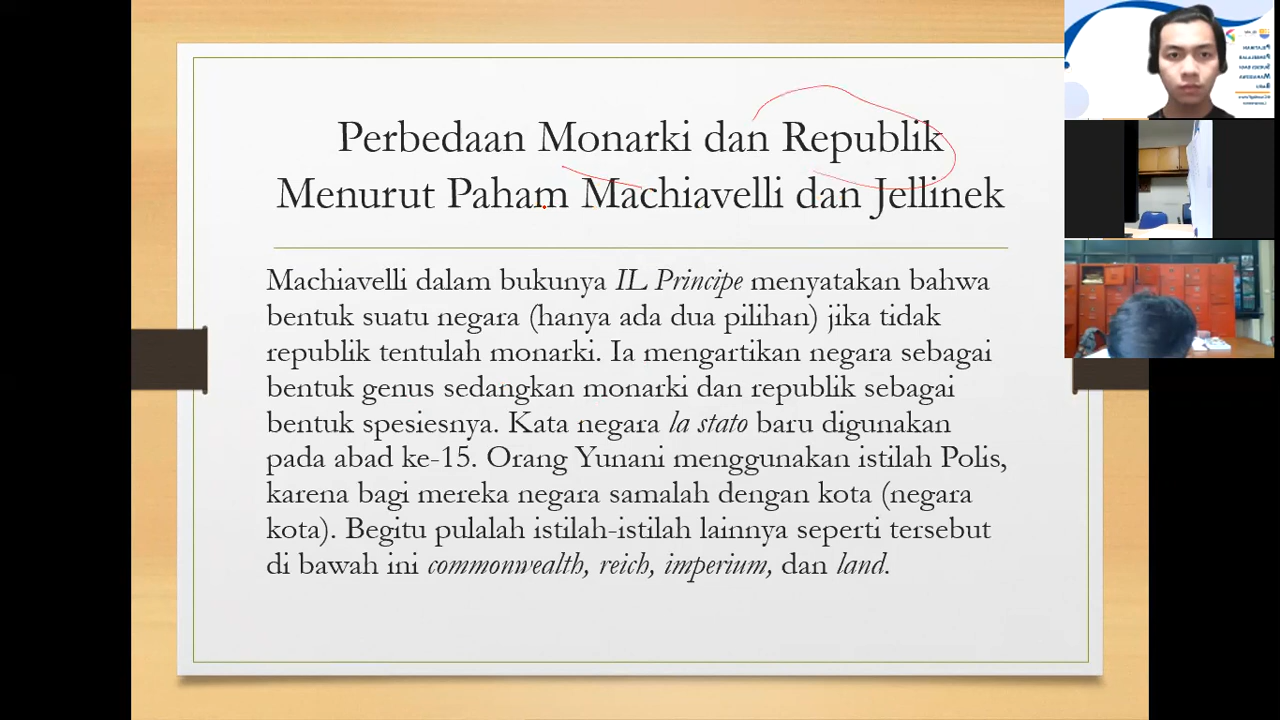 Perbedaan Monarki dan Republik
Menurut Paham Machiavelli dan Jellinek
Machiavelli dalam bukunya IL Principe menyatakan bahwa
bentuk suatu negara (hanya ada dua pilihan) jika tidak
republik tentulah monarki. Ia mengartikan negara sebagai
bentuk genus sedangkan monarki dan republik sebagai
bentuk spesiesnya. Kata negara la stato baru digunakan
pada abad ke-15. Orang Yunani menggunakan istilah Polis,
karena bagi mereka negara samalah dengan kota (negara
kota). Begitu pulalah istilah-istilah lainnya seperti tersebut
di bawah ini commonwealth, reich, imperium, dan land.